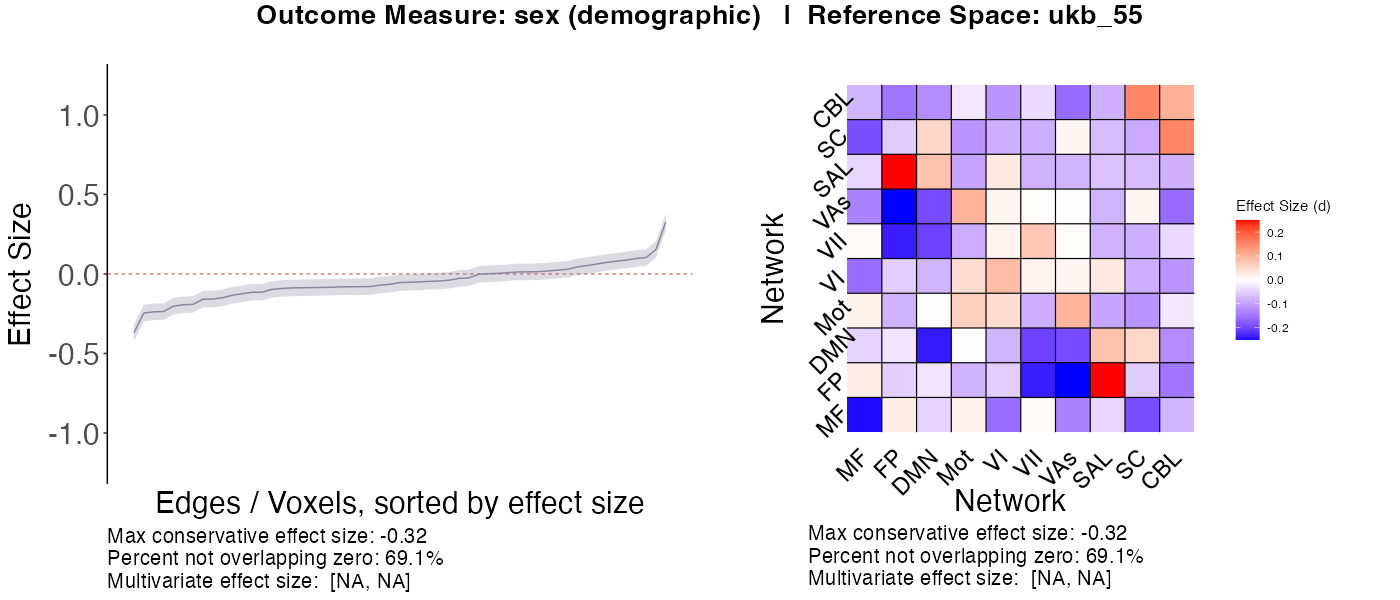 Outcome Measure: sex (demographic) | Reference Space: ukb_55
Effect Size
1.0
0.5
0.0
-0.5
-1.0
Edges / Voxels, sorted by effect size
Max conservative effect size: -0.32
Percent not overlapping zero: 69.1%
Multivariate effect size: [NA, NA]
Network
CBL
SC
SAL
VAs
VII
VI
Mot
DMN
FP
MF
MF
FP
DMN
Mot
VI
VII
VAs
SAL
SC
CBL
Network
Max conservative effect size: -0.32
Percent not overlapping zero: 69.1%
Multivariate effect size: [NA, NA]
Effect Size (d)
0.2
0.1
0.0
-0.1
-0.2